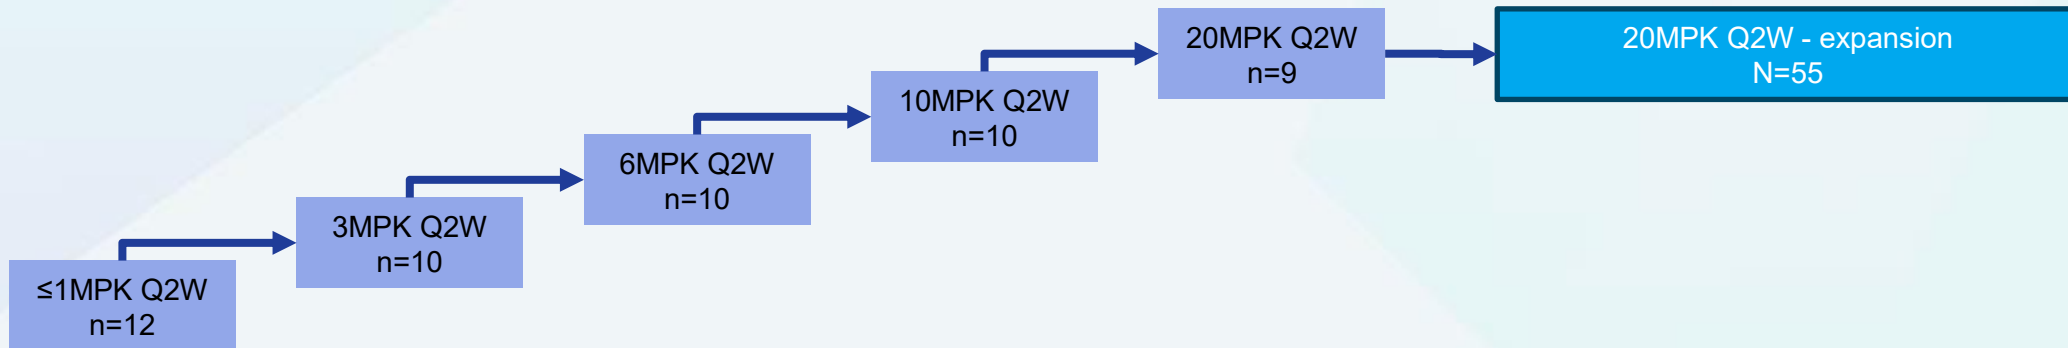 ≤1MPK Q2W
n=12
3MPK Q2W
n=10
6MPK Q2W
n=10
10MPK Q2W
n=10
20MPK Q2W
n=9
20MPK Q2W - expansion
N=55